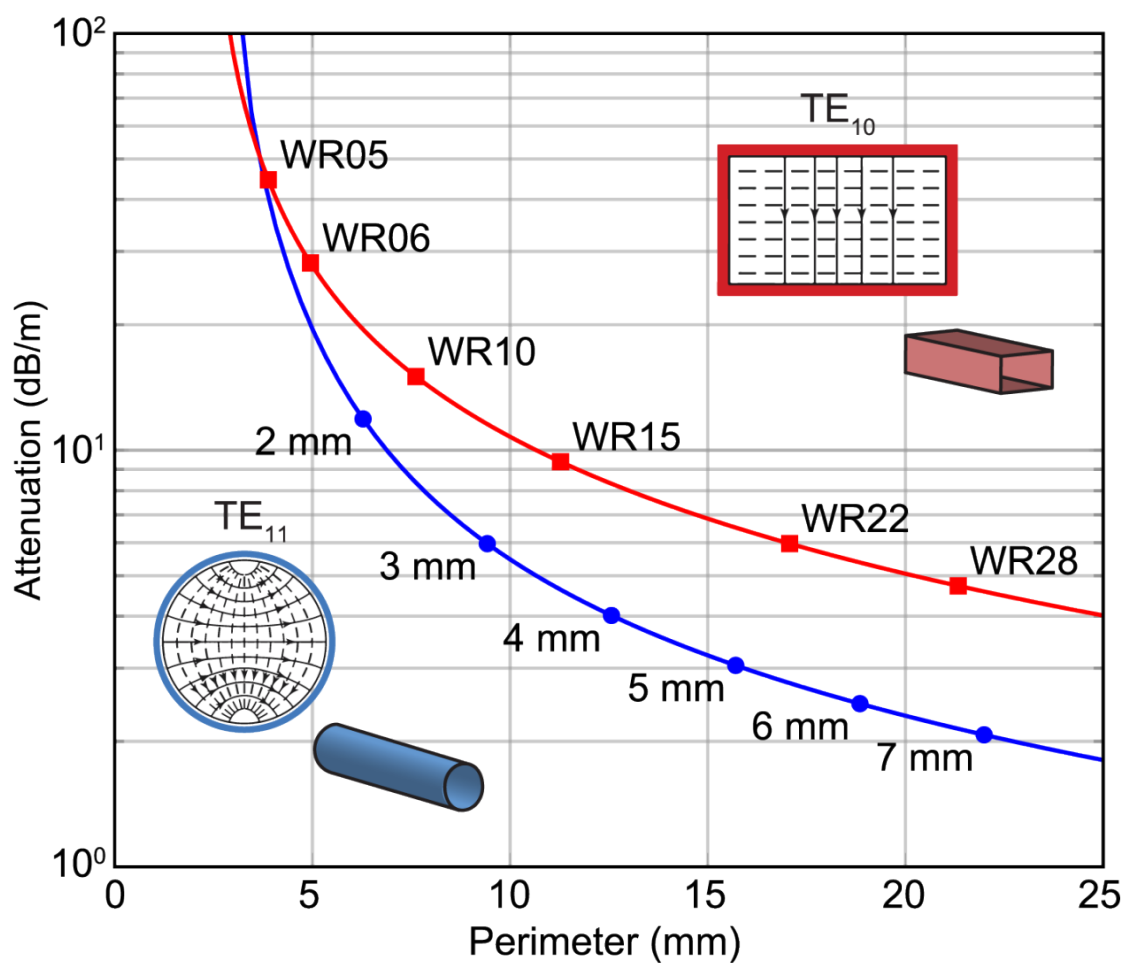 10²
10¹
10⁰
Attenuation (dB/m)
0
5
10
15
20
25
Perimeter (mm)
WR05
WR06
WR10
WR15
WR22
WR28
2 mm
3 mm
4 mm
5 mm
6 mm
7 mm
TE₁₀
TE₁₁